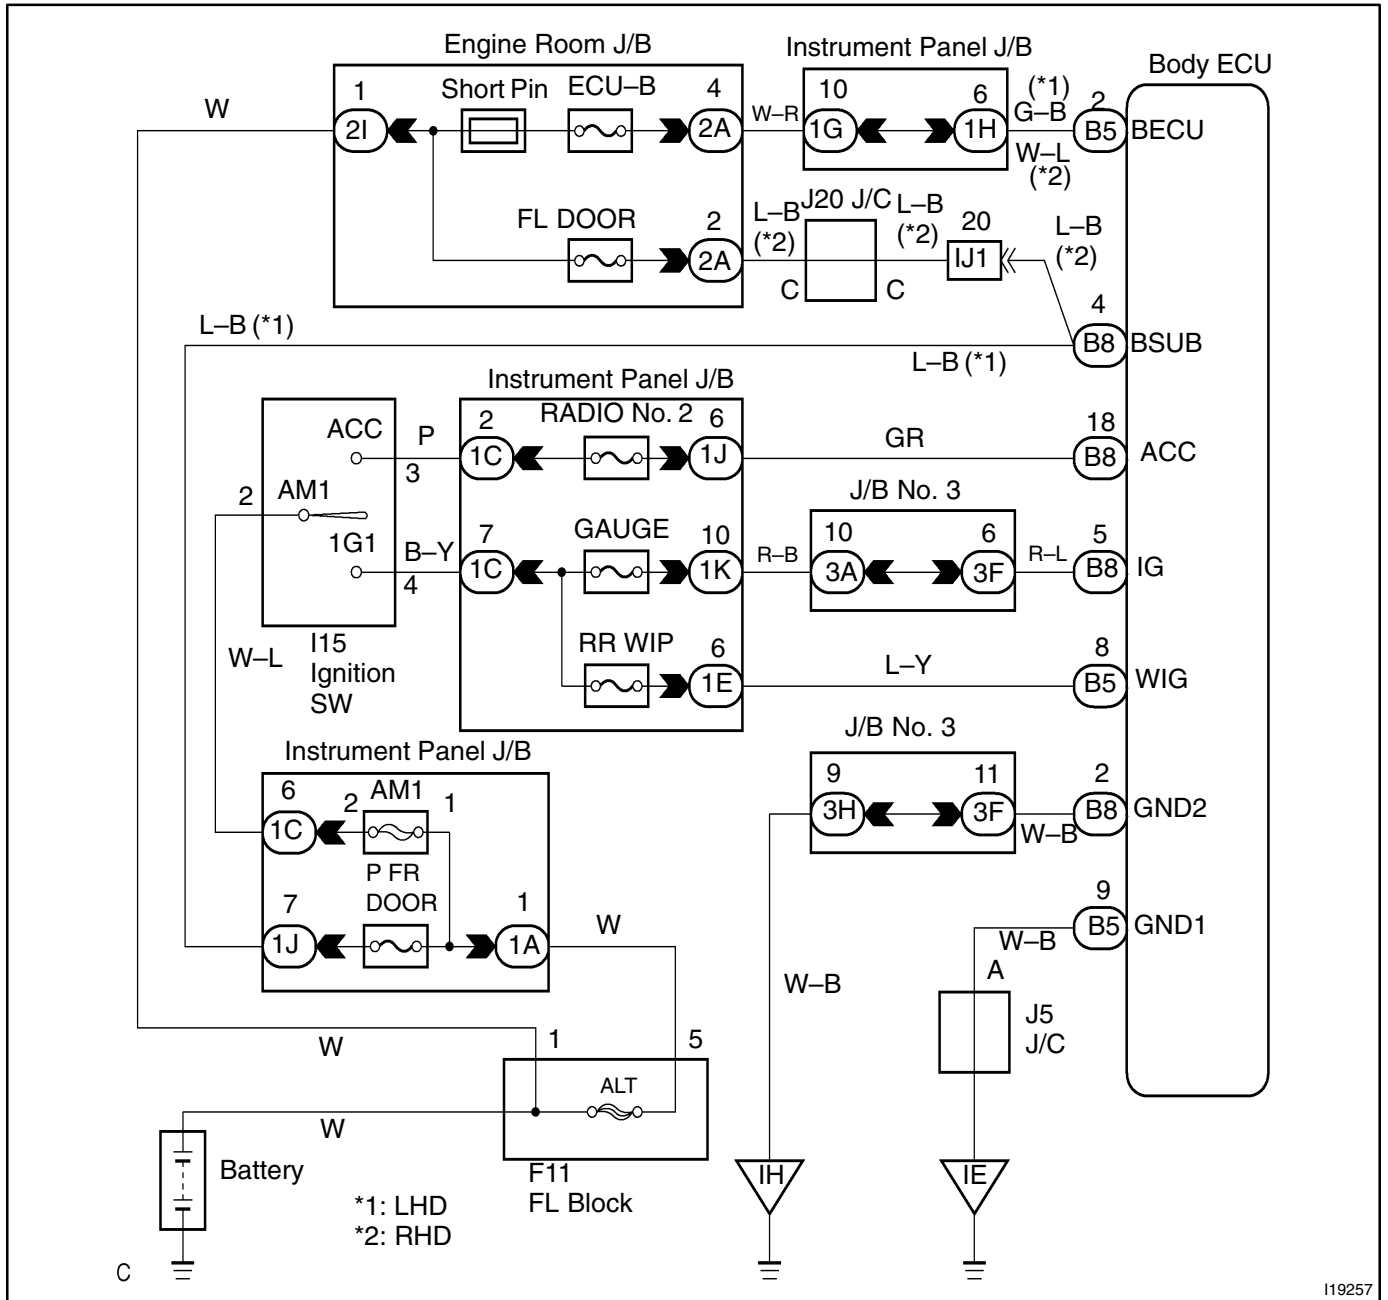 Engine Room J/B
Instrument Panel J/B
Body ECU
1
Short Pin
ECU–B
4
10
6
(*1)
2
W
2I
2A
W–R
1G
1H
G–B
B5
BECU
W–L
(*2)
FL DOOR
2
2A
L–B
(*2)
J20 J/C
C
C
L–B
(*2)
20
IJ1
L–B
(*2)
L–B (*1)
L–B (*1)
4
B8
BSUB
Instrument Panel J/B
ACC
P
3
2
1C
RADIO No. 2
6
1J
GR
18
B8
ACC
2
AM1
1G1
B–Y
4
7
1C
GAUGE
10
1K
R–B
J/B No. 3
10
3A
6
3F
R–L
5
B8
IG
W–L
I15
Ignition
SW
RR WIP
6
1E
L–Y
8
B5
WIG
Instrument Panel J/B
6
1C
2
AM1
1
P FR
DOOR
7
1J
1
1A
W
J/B No. 3
9
3H
11
3F
W–B
2
B8
GND2
9
B5
GND1
W–B
A
W–B
J5
J/C
W
1
5
ALT
W
F11
FL Block
Battery
*1: LHD
*2: RHD
IH
IE
C
I19257